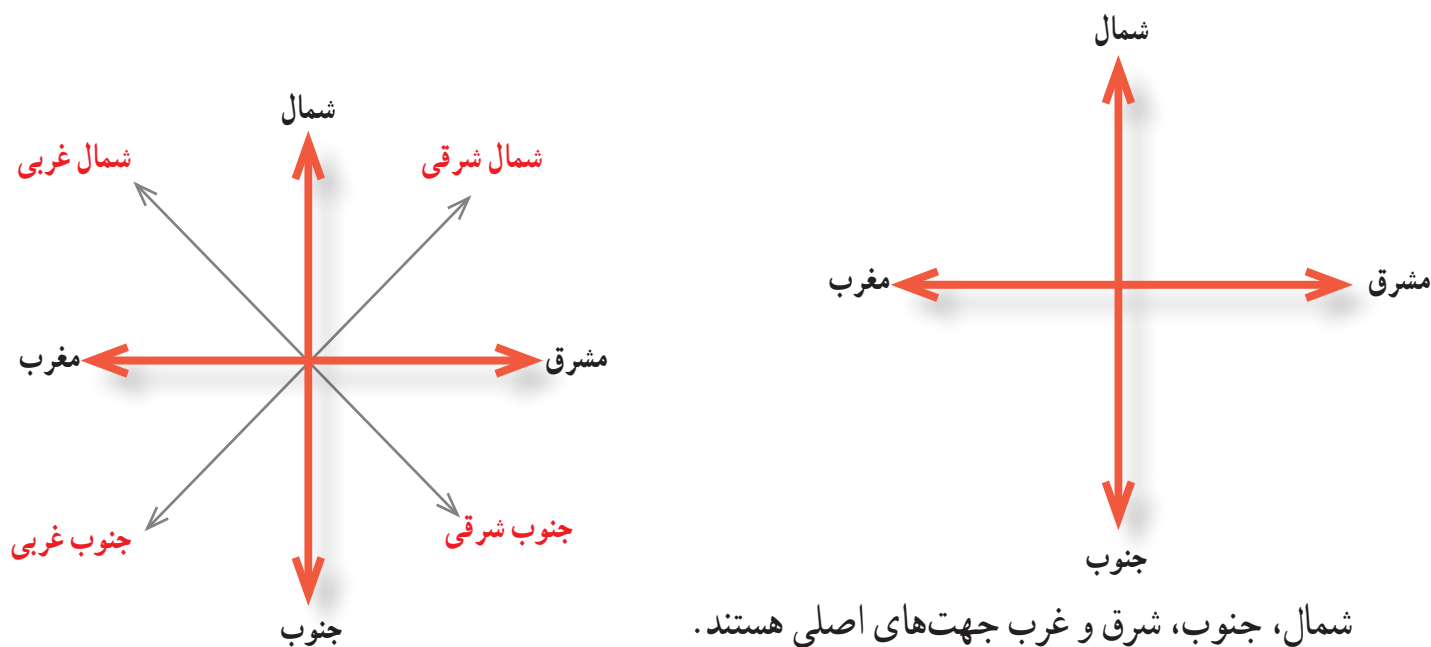 شمال
مغرب
مشرق
جنوب
شمال، جنوب، شرق و غرب جهت‌های اصلی هستند.
شمال
شمال شرقی
شمال غربی
مشرق
مغرب
جنوب شرقی
جنوب غربی
جنوب